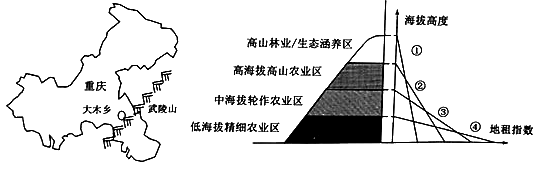 重庆
大木乡
武陵山
海拔高度
高山林业/生态涵养区
高海拔高山农业区
中海拔轮作农业区
低海拔精细农业区
①
②
③
④
地租指数